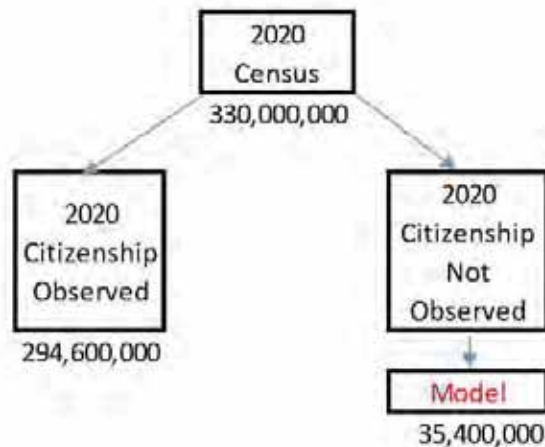 2020
Census
330,000,000
2020
Citizenship
Observed
294,600,000
2020
Citizenship
Not
Observed
Model
35,400,000